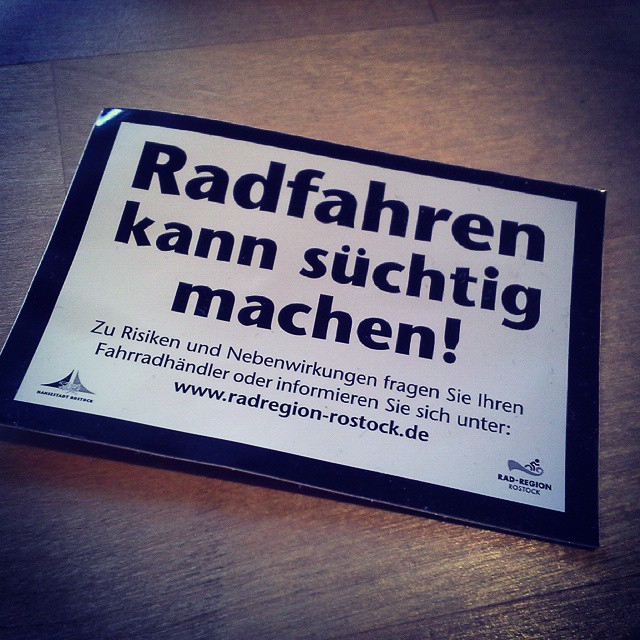 Radfahren
kann süchtig
machen!
Zu Risiken und Nebenwirkungen fragen Sie Ihren
Fahrradhändler oder informieren Sie sich unter:
www.radregion-rostock.de
HANSESTADT ROSTOCK
RAD-REGION
ROSTOCK